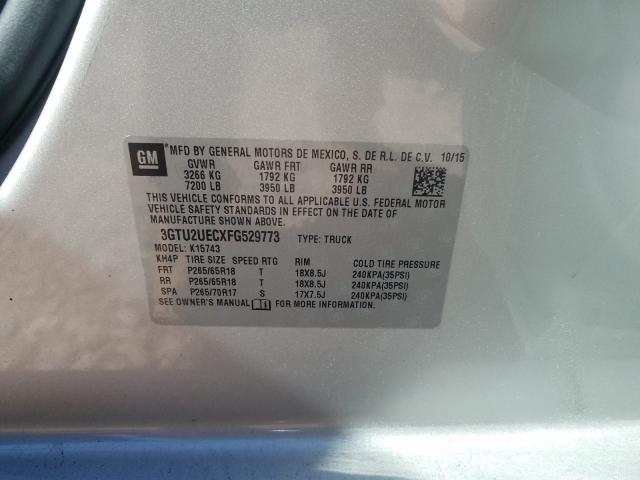 GM
MFD BY GENERAL MOTORS DE MEXICO, S. DE R.L. DE C.V. 10/15
GVWR GAWR FRT GAWR RR
3266 KG 1792 KG 1792 KG
7200 LB 3950 LB 3950 LB
THIS VEHICLE CONFORMS TO ALL APPLICABLE U.S. FEDERAL MOTOR
VEHICLE SAFETY STANDARDS IN EFFECT ON THE DATE OF
MANUFACTURE SHOWN ABOVE.
3GTU2UECXFG529773 TYPE: TRUCK
MODEL: K15743
KH4P TIRE SIZE SPEED RTG RIM COLD TIRE PRESSURE
FRT P265/65R18 T 18X8.5J 240KPA(35PSI)
RR P265/65R18 T 18X8.5J 240KPA(35PSI)
SPA P265/70R17 S 17X7.5J 240KPA(35PSI)
SEE OWNER'S MANUAL FOR MORE INFORMATION.